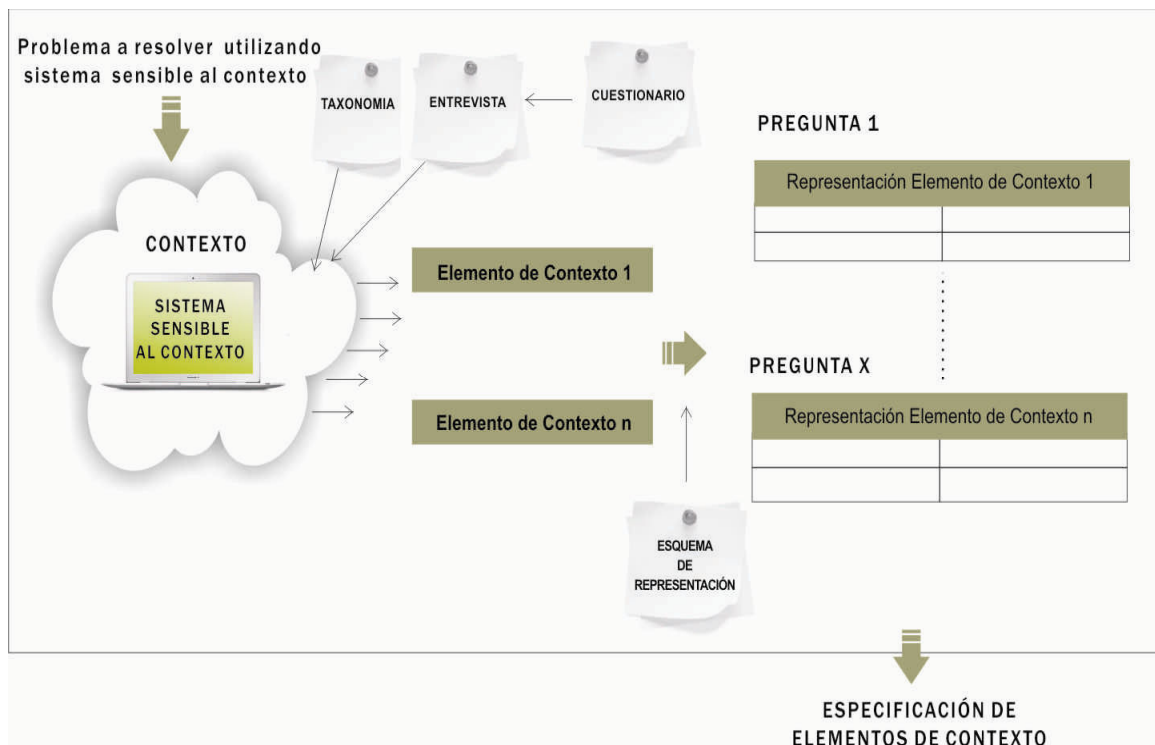 Problema a resolver utilizando
sistema sensible al contexto
TAXONOMIA
ENTREVISTA
CUESTIONARIO
CONTEXTO
SISTEMA
SENSIBLE
AL CONTEXTO
Elemento de Contexto 1
Elemento de Contexto n
PREGUNTA 1
Representación Elemento de Contexto 1
PREGUNTA X
Representación Elemento de Contexto n
ESQUEMA
DE
REPRESENTACIÓN
ESPECIFICACIÓN DE
ELEMENTOS DE CONTEXTO